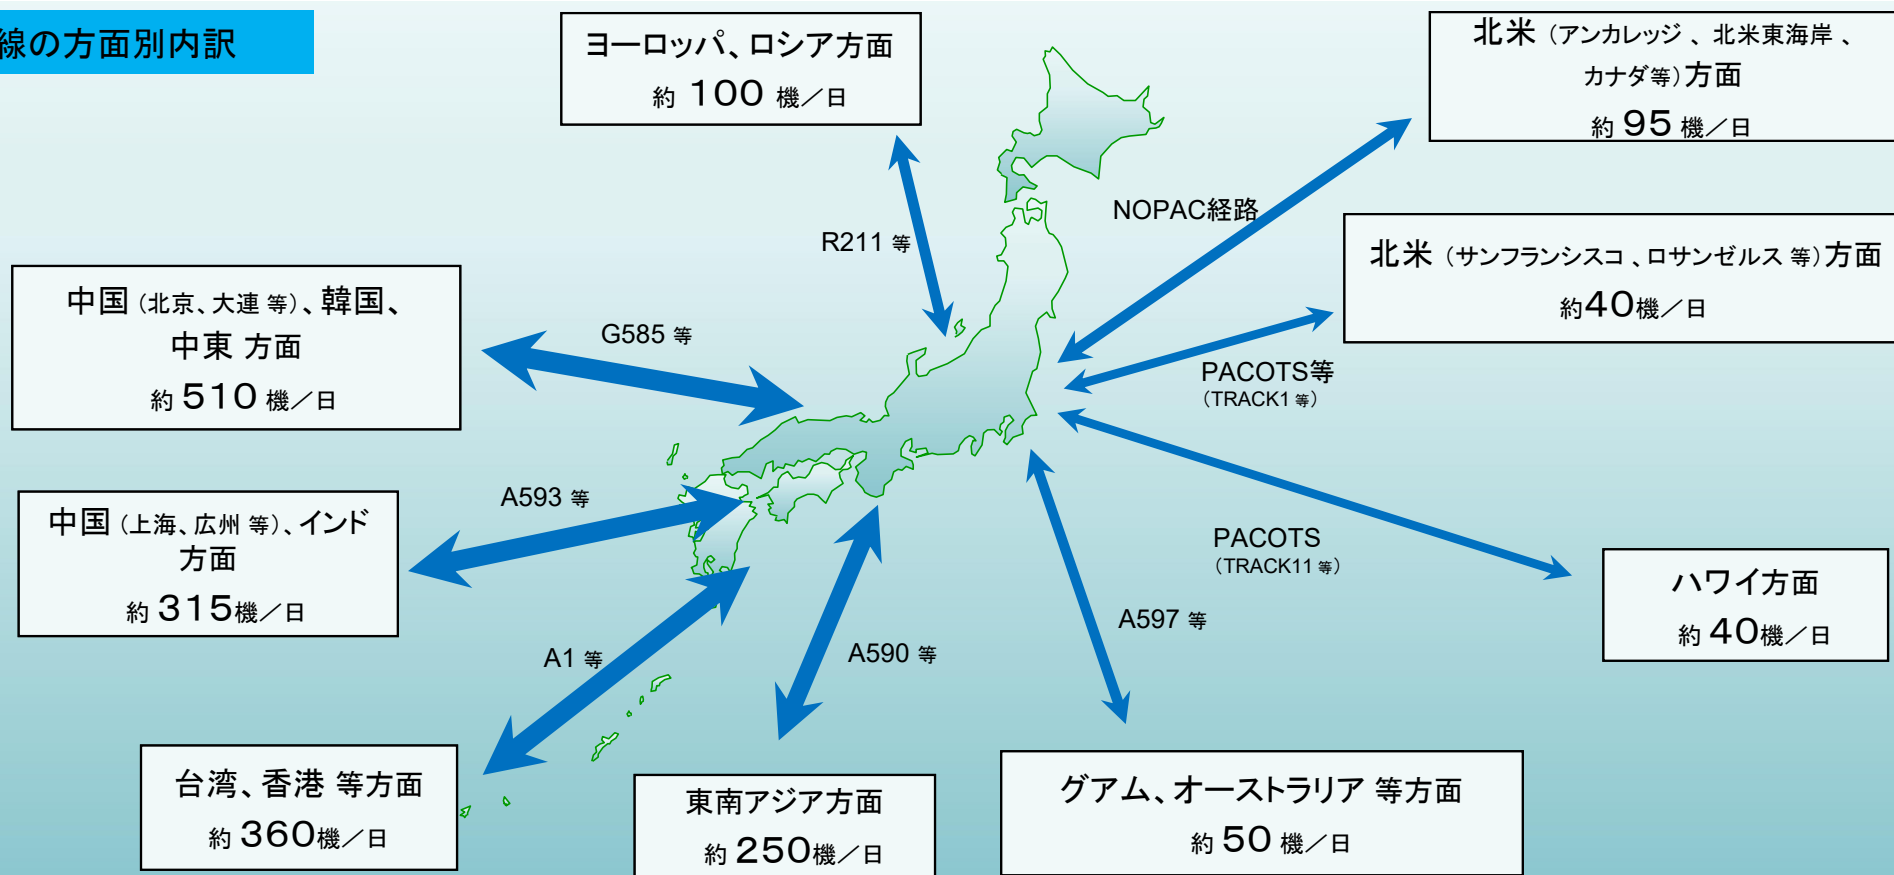 線の方面別内訳
ヨーロッパ、ロシア方面
約 100 機／日
北米（アンカレッジ 、北米東海岸 、
カナダ等）方面
約 95 機／日
NOPAC経路
R211 等
北米（サンフランシスコ 、ロサンゼルス 等）方面
約40機／日
中国（北京、大連 等）、韓国、
中東 方面
約 510 機／日
G585 等
PACOTS等
（TRACK1 等）
中国（上海、広州 等）、インド
方面
約 315機／日
A593 等
PACOTS
（TRACK11 等）
ハワイ方面
約 40機／日
A597 等
A1 等
A590 等
台湾、香港 等方面
約 360機／日
東南アジア方面
約 250機／日
グアム、オーストラリア 等方面
約 50 機／日